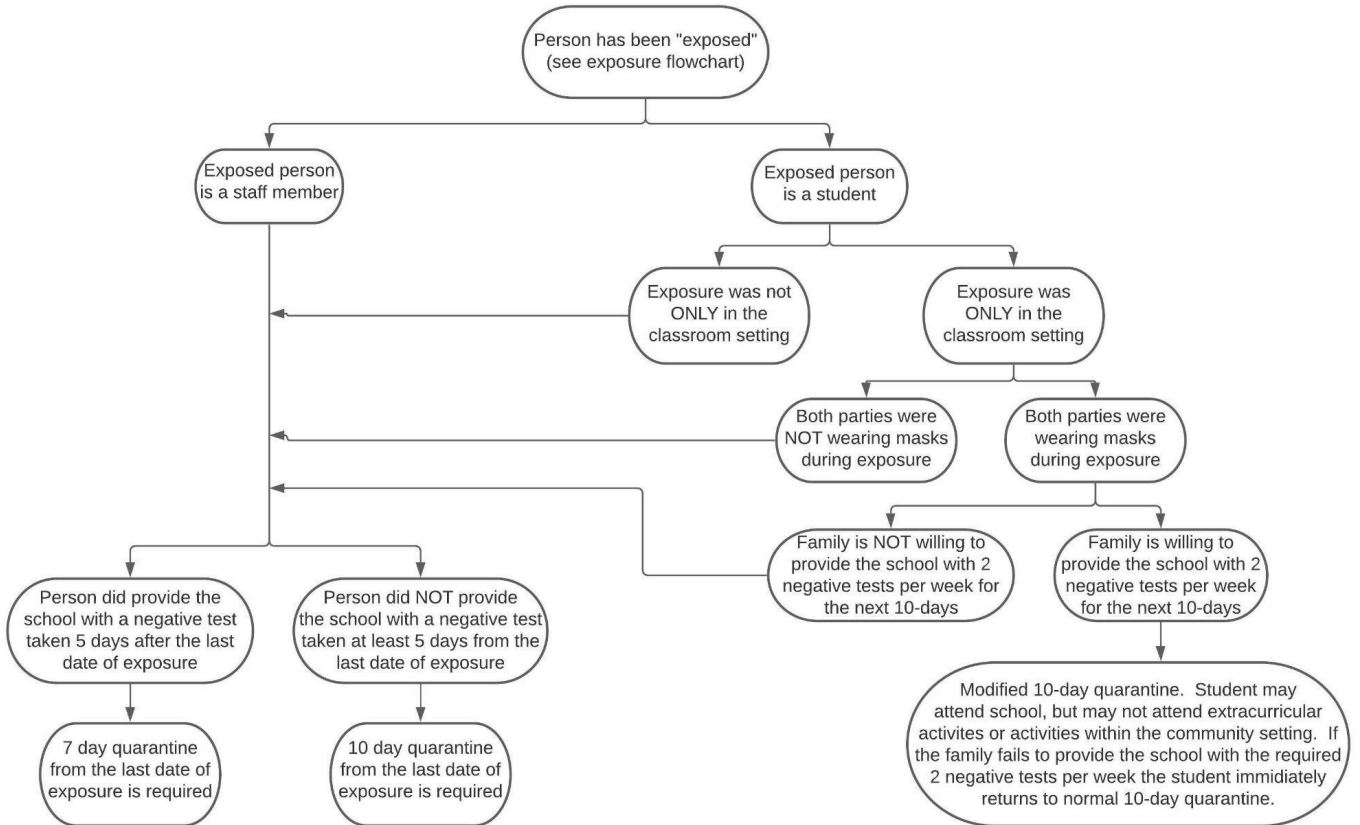 Person has been "exposed"
(see exposure flowchart)
Exposed person
is a staff member
Exposed person
is a student
Exposure was not
ONLY in the
classroom setting
Exposure was
ONLY in the
classroom setting
Both parties were
NOT wearing masks
during exposure
Both parties were
wearing masks
during exposure
Family is NOT willing to
provide the school with 2
negative tests per week for
the next 10-days
Family is willing to
provide the school with 2
negative tests per week
for the next 10-days
Person did provide the
school with a negative test
taken 5 days after the last
date of exposure
Person did NOT provide
the school with a negative test
taken at least 5 days from the
last date of exposure
7 day quarantine
from the last date of
exposure is required
10 day quarantine
from the last date of
exposure is required
Modified 10-day quarantine. Student may
attend school, but may not attend extracurricular
activites or activities within the community setting. If
the family fails to provide the school with the required
2 negative tests per week the student immidiately
returns to normal 10-day quarantine.